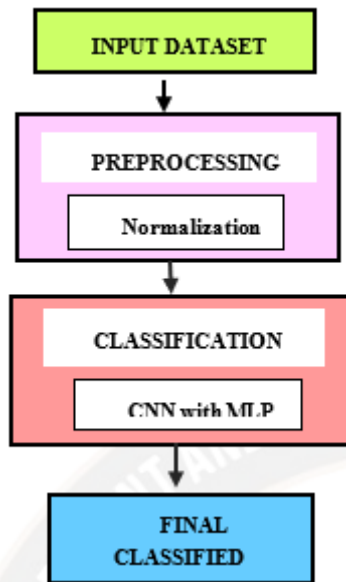 INPUT DATASET
PREPROCESSING
Normalization
CLASSIFICATION
CNN with MLP
FINAL
CLASSIFIED